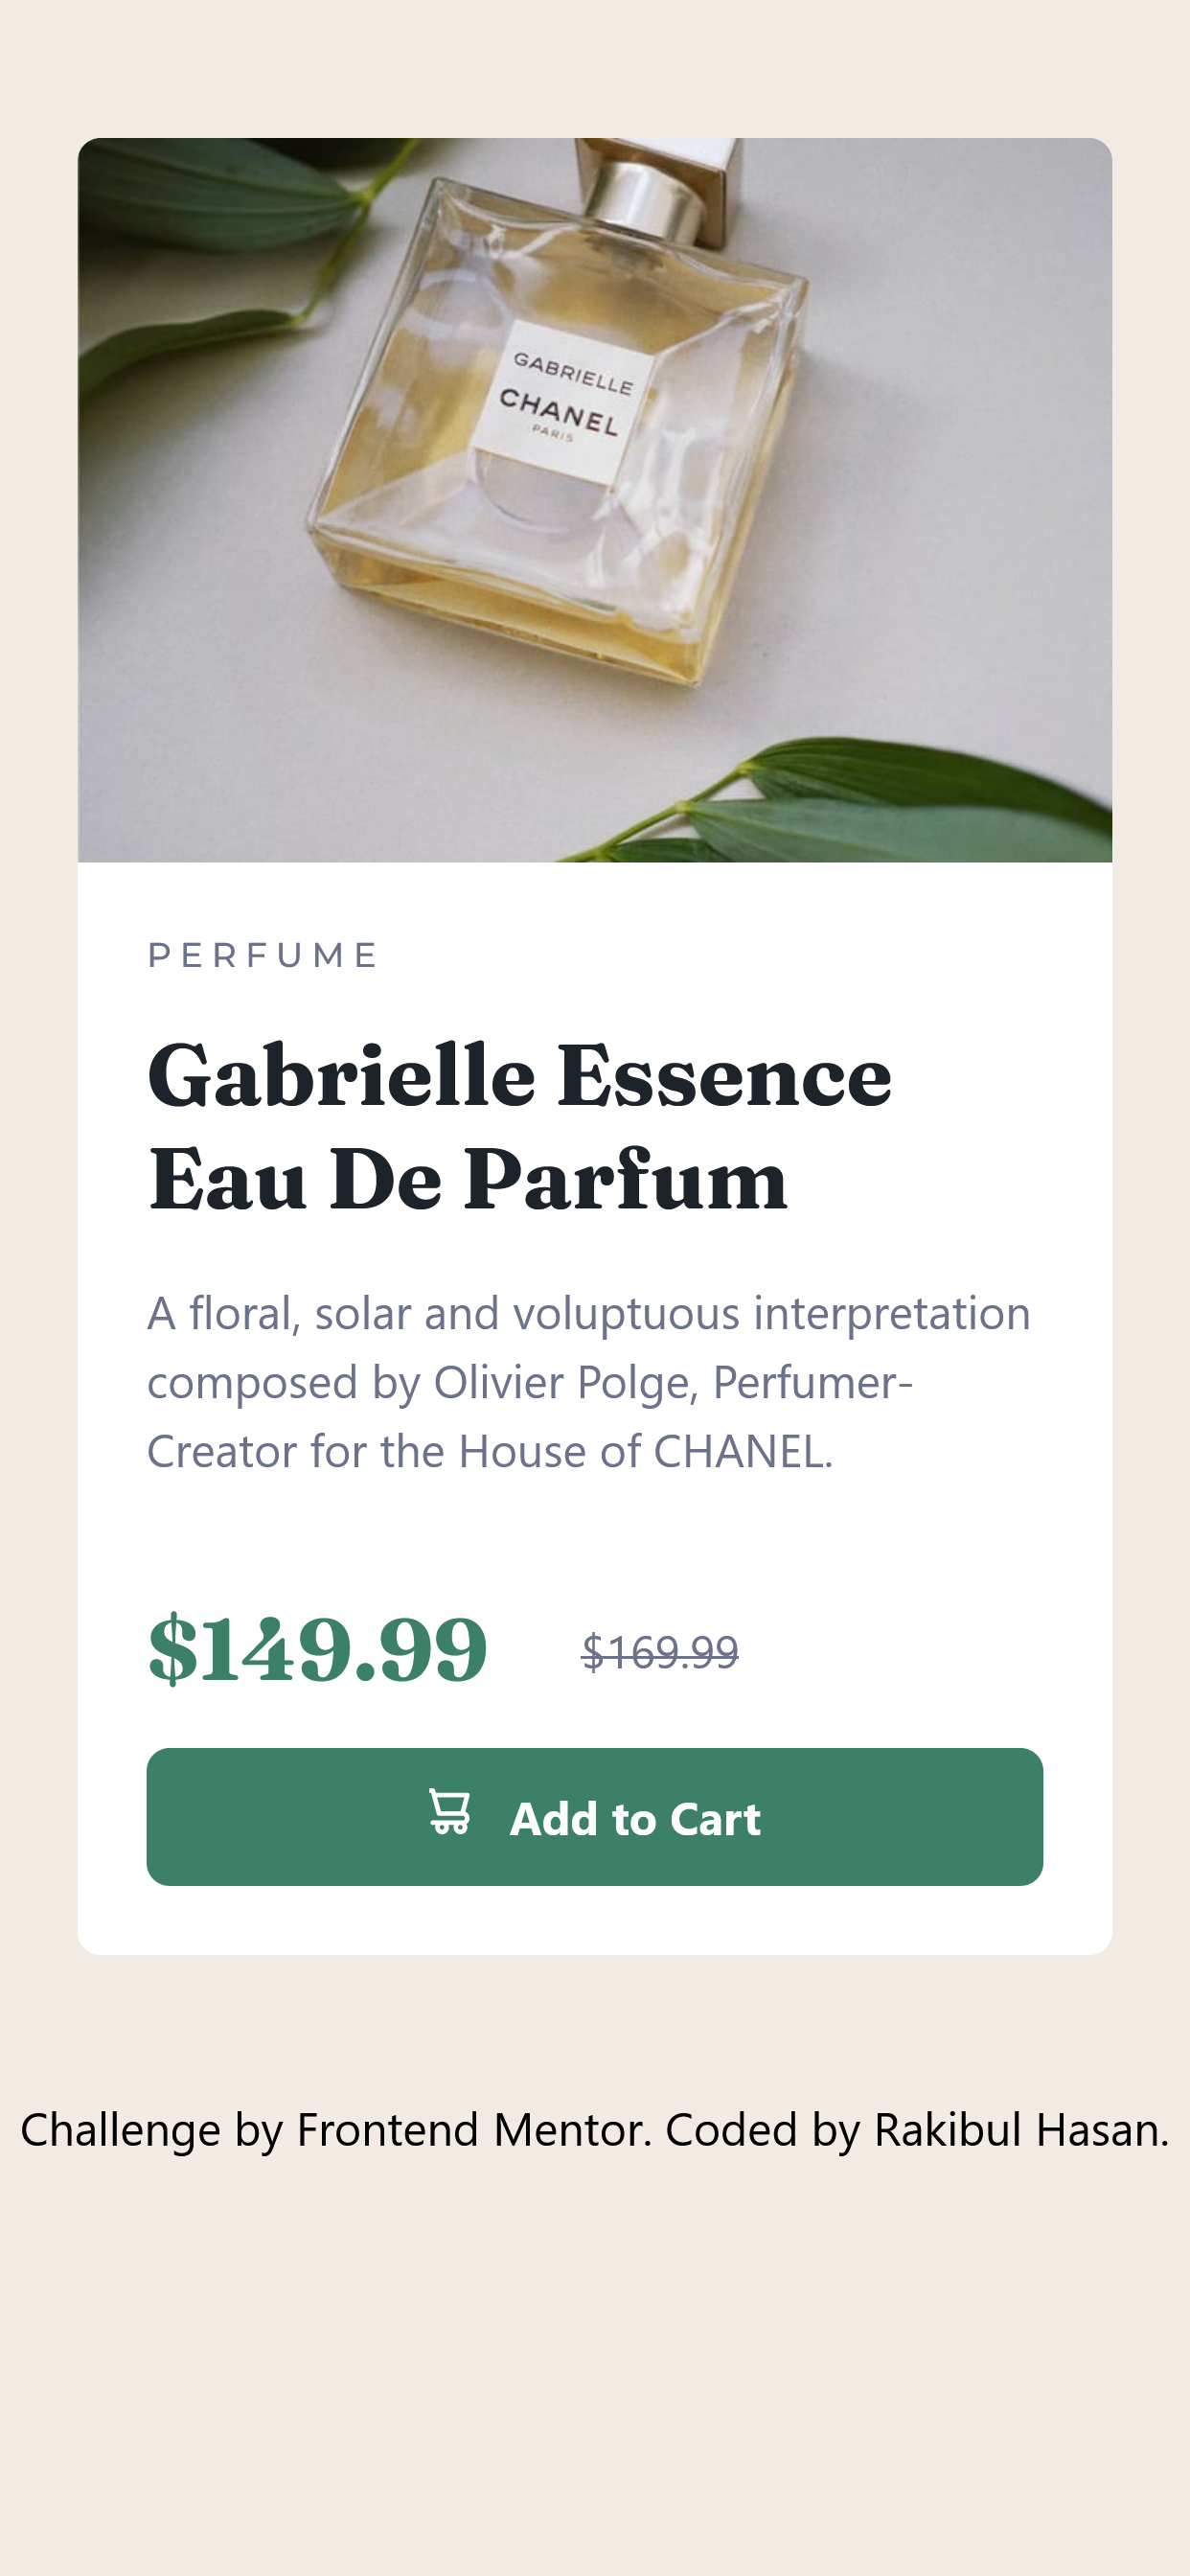 GABRIELLE
CHANEL
PARIS
PERFUME
Gabrielle Essence
Eau De Parfum
A floral, solar and voluptuous interpretation
composed by Olivier Polge, Perfumer-
Creator for the House of CHANEL.
$149.99 $169.99
Add to Cart
Challenge by Frontend Mentor. Coded by Rakibul Hasan.